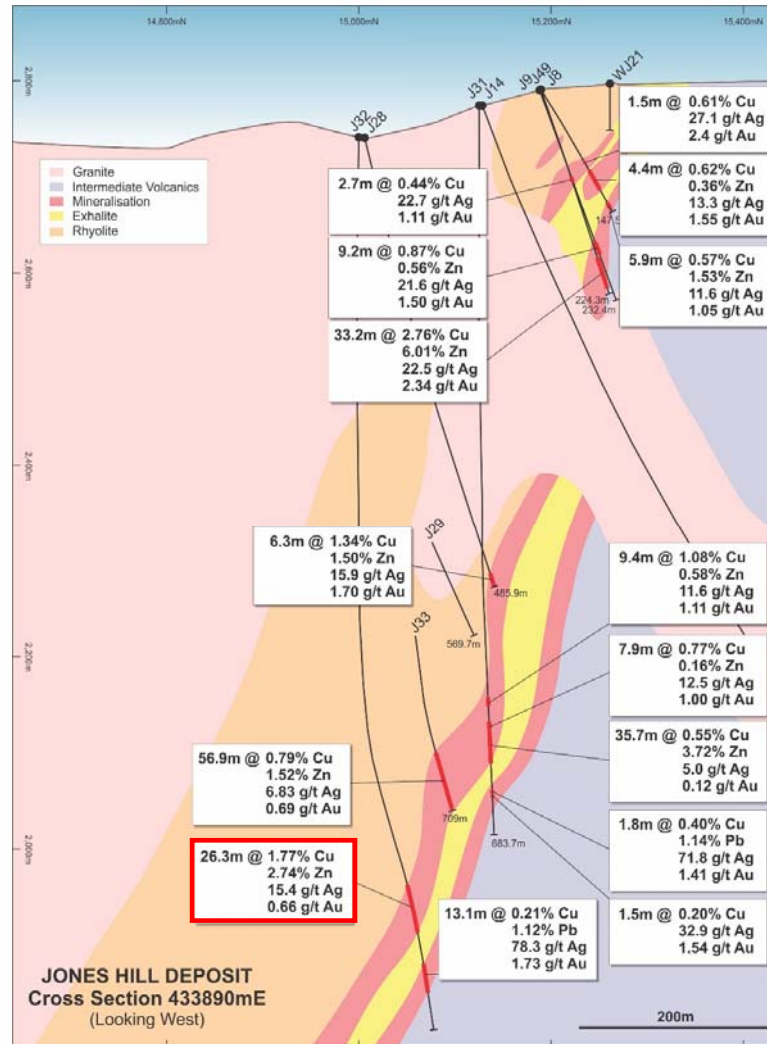 14,800mN
15,000mN
15,200mN
15,400mN
J32
J28
J31
J14
J9
J49
J8
WJ21
2,800m
2,600m
2,400m
2,200m
2,000m
Granite
Intermediate Volcanics
Mineralisation
Exhalite
Rhyolite
1.5m @ 0.61% Cu
27.1 g/t Ag
2.4 g/t Au
2.7m @ 0.44% Cu
22.7 g/t Ag
1.11 g/t Au
4.4m @ 0.62% Cu
0.36% Zn
13.3 g/t Ag
1.55 g/t Au
9.2m @ 0.87% Cu
0.56% Zn
21.6 g/t Ag
1.50 g/t Au
5.9m @ 0.57% Cu
1.53% Zn
11.6 g/t Ag
1.05 g/t Au
224.3m
232.4m
33.2m @ 2.76% Cu
6.01% Zn
22.5 g/t Ag
2.34 g/t Au
J29
6.3m @ 1.34% Cu
1.50% Zn
15.9 g/t Ag
1.70 g/t Au
485.9m
9.4m @ 1.08% Cu
0.58% Zn
11.6 g/t Ag
1.11 g/t Au
J33
569.7m
7.9m @ 0.77% Cu
0.16% Zn
12.5 g/t Ag
1.00 g/t Au
35.7m @ 0.55% Cu
3.72% Zn
5.0 g/t Ag
0.12 g/t Au
56.9m @ 0.79% Cu
1.52% Zn
6.83 g/t Ag
0.69 g/t Au
709m
683.7m
1.8m @ 0.40% Cu
1.14% Pb
71.8 g/t Ag
1.41 g/t Au
26.3m @ 1.77% Cu
2.74% Zn
15.4 g/t Ag
0.66 g/t Au
13.1m @ 0.21% Cu
1.12% Pb
78.3 g/t Ag
1.73 g/t Au
1.5m @ 0.20% Cu
32.9 g/t Ag
1.54 g/t Au
JONES HILL DEPOSIT
Cross Section 433890mE
(Looking West)
200m